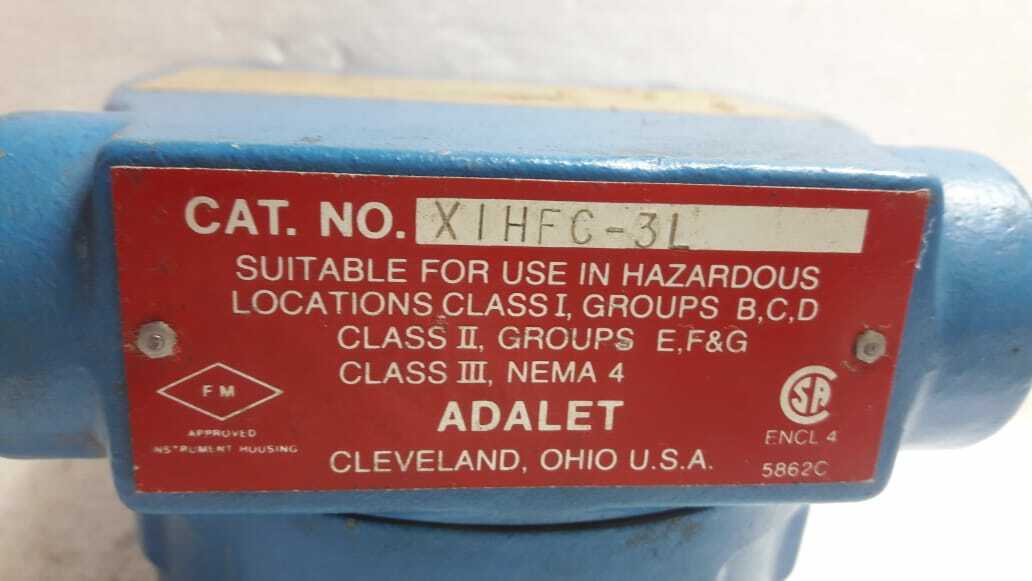 CAT. NO. XIHFC-3L
SUITABLE FOR USE IN HAZARDOUS
LOCATIONS CLASS I, GROUPS B,C,D
CLASS II, GROUPS E,F&G
CLASS III, NEMA 4
FM
APPROVED
INSTRUMENT HOUSING
ADALET
CLEVELAND, OHIO U.S.A.
SA
ENCL 4
5862C